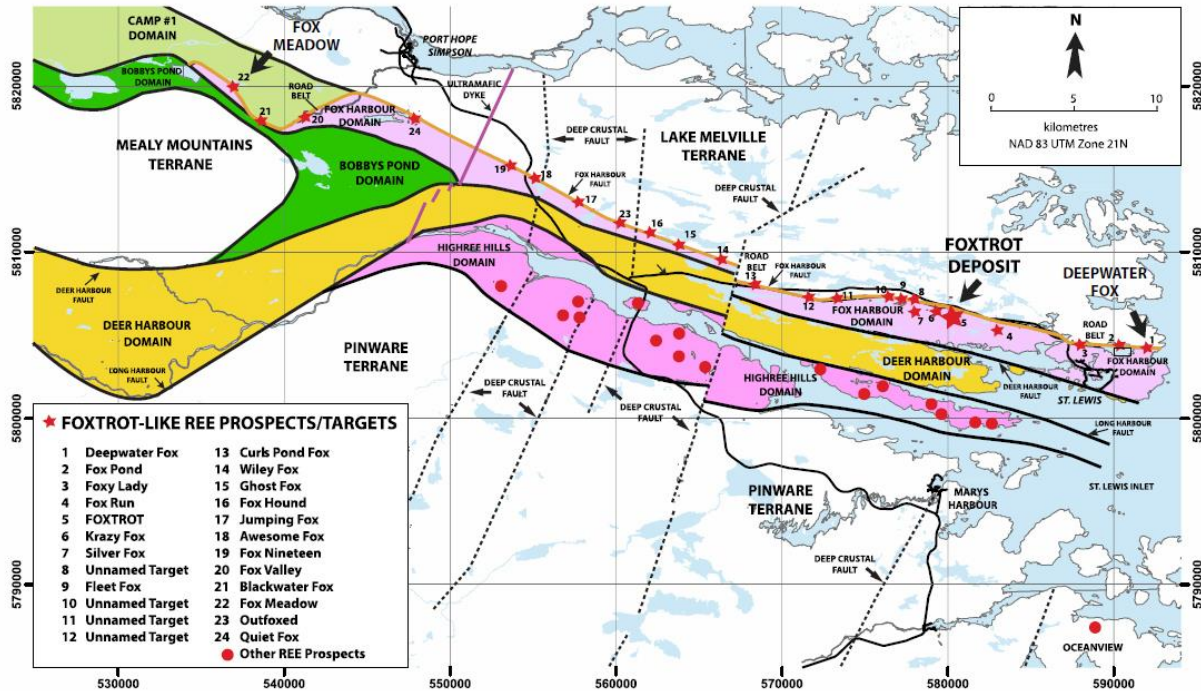 CAMP #1
DOMAIN
FOX
MEADOW
PORT HOPE
SIMPSON
BOBBYS POND
DOMAIN
22
21
20
ROAD
BELT
FOX HARBOUR
DOMAIN
24
ULTRAMAFIC
DYKE
5820000
5820000
N
0
5
10
kilometres
NAD 83 UTM Zone 21N
MEALY MOUNTAINS
TERRANE
BOBBYS POND
DOMAIN
DEEP CRUSTAL
FAULT
LAKE MELVILLE
TERRANE
19
18
17
FOX HARBOUR
FAULT
DEEP CRUSTAL
FAULT
23
16
15
14
5810000
5810000
HIGHREE HILLS
DOMAIN
ROAD
BELT
13
FOX HARBOUR
FAULT
FOXTROT
DEPOSIT
DEEPWATER
FOX
DEER HARBOUR
FAULT
12
11
10
9
8
FOX HARBOUR
DOMAIN
7
6
5
4
ROAD
BELT
3
2
1
FOX HARBOUR
DOMAIN
DEER HARBOUR
DOMAIN
PINWARE
TERRANE
LONG HARBOUR
FAULT
DEEP CRUSTAL
FAULT
DEEP CRUSTAL
FAULT
HIGHREE HILLS
DOMAIN
DEER HARBOUR
DOMAIN
DEER HARBOUR
FAULT
ST. LEWIS
5800000
5800000
LONG HARBOUR
FAULT
ST. LEWIS INLET
PINWARE
TERRANE
MARYS
HARBOUR
DEEP CRUSTAL
FAULT
5790000
5790000
OCEANVIEW
FOXTROT-LIKE REE PROSPECTS/TARGETS
1 Deepwater Fox
2 Fox Pond
3 Foxy Lady
4 Fox Run
5 FOXTROT
6 Krazy Fox
7 Silver Fox
8 Unnamed Target
9 Fleet Fox
10 Unnamed Target
11 Unnamed Target
12 Unnamed Target
13 Curls Pond Fox
14 Wiley Fox
15 Ghost Fox
16 Fox Hound
17 Jumping Fox
18 Awesome Fox
19 Fox Nineteen
20 Fox Valley
21 Blackwater Fox
22 Fox Meadow
23 Outfoxed
24 Quiet Fox
Other REE Prospects
530000
540000
550000
560000
570000
580000
590000